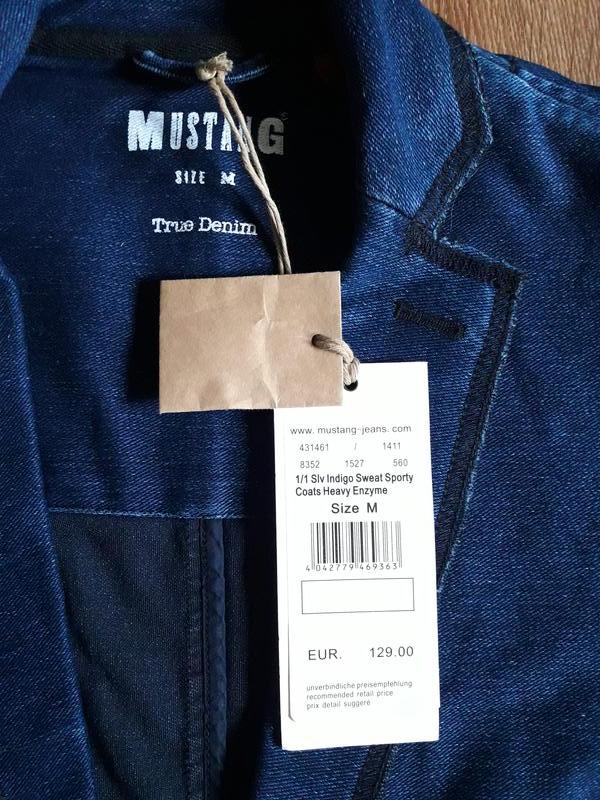 MUSTANG
SIZE M
True Denim
www. mustang-jeans. com
431461 / 1411
8352 1527 560
1/1 Slv Indigo Sweat Sporty
Coats Heavy Enzyme
Size M
4 042779 469363
EUR. 129.00
unverbindliche preisempfehlung
recommended retail price
prix detail suggere